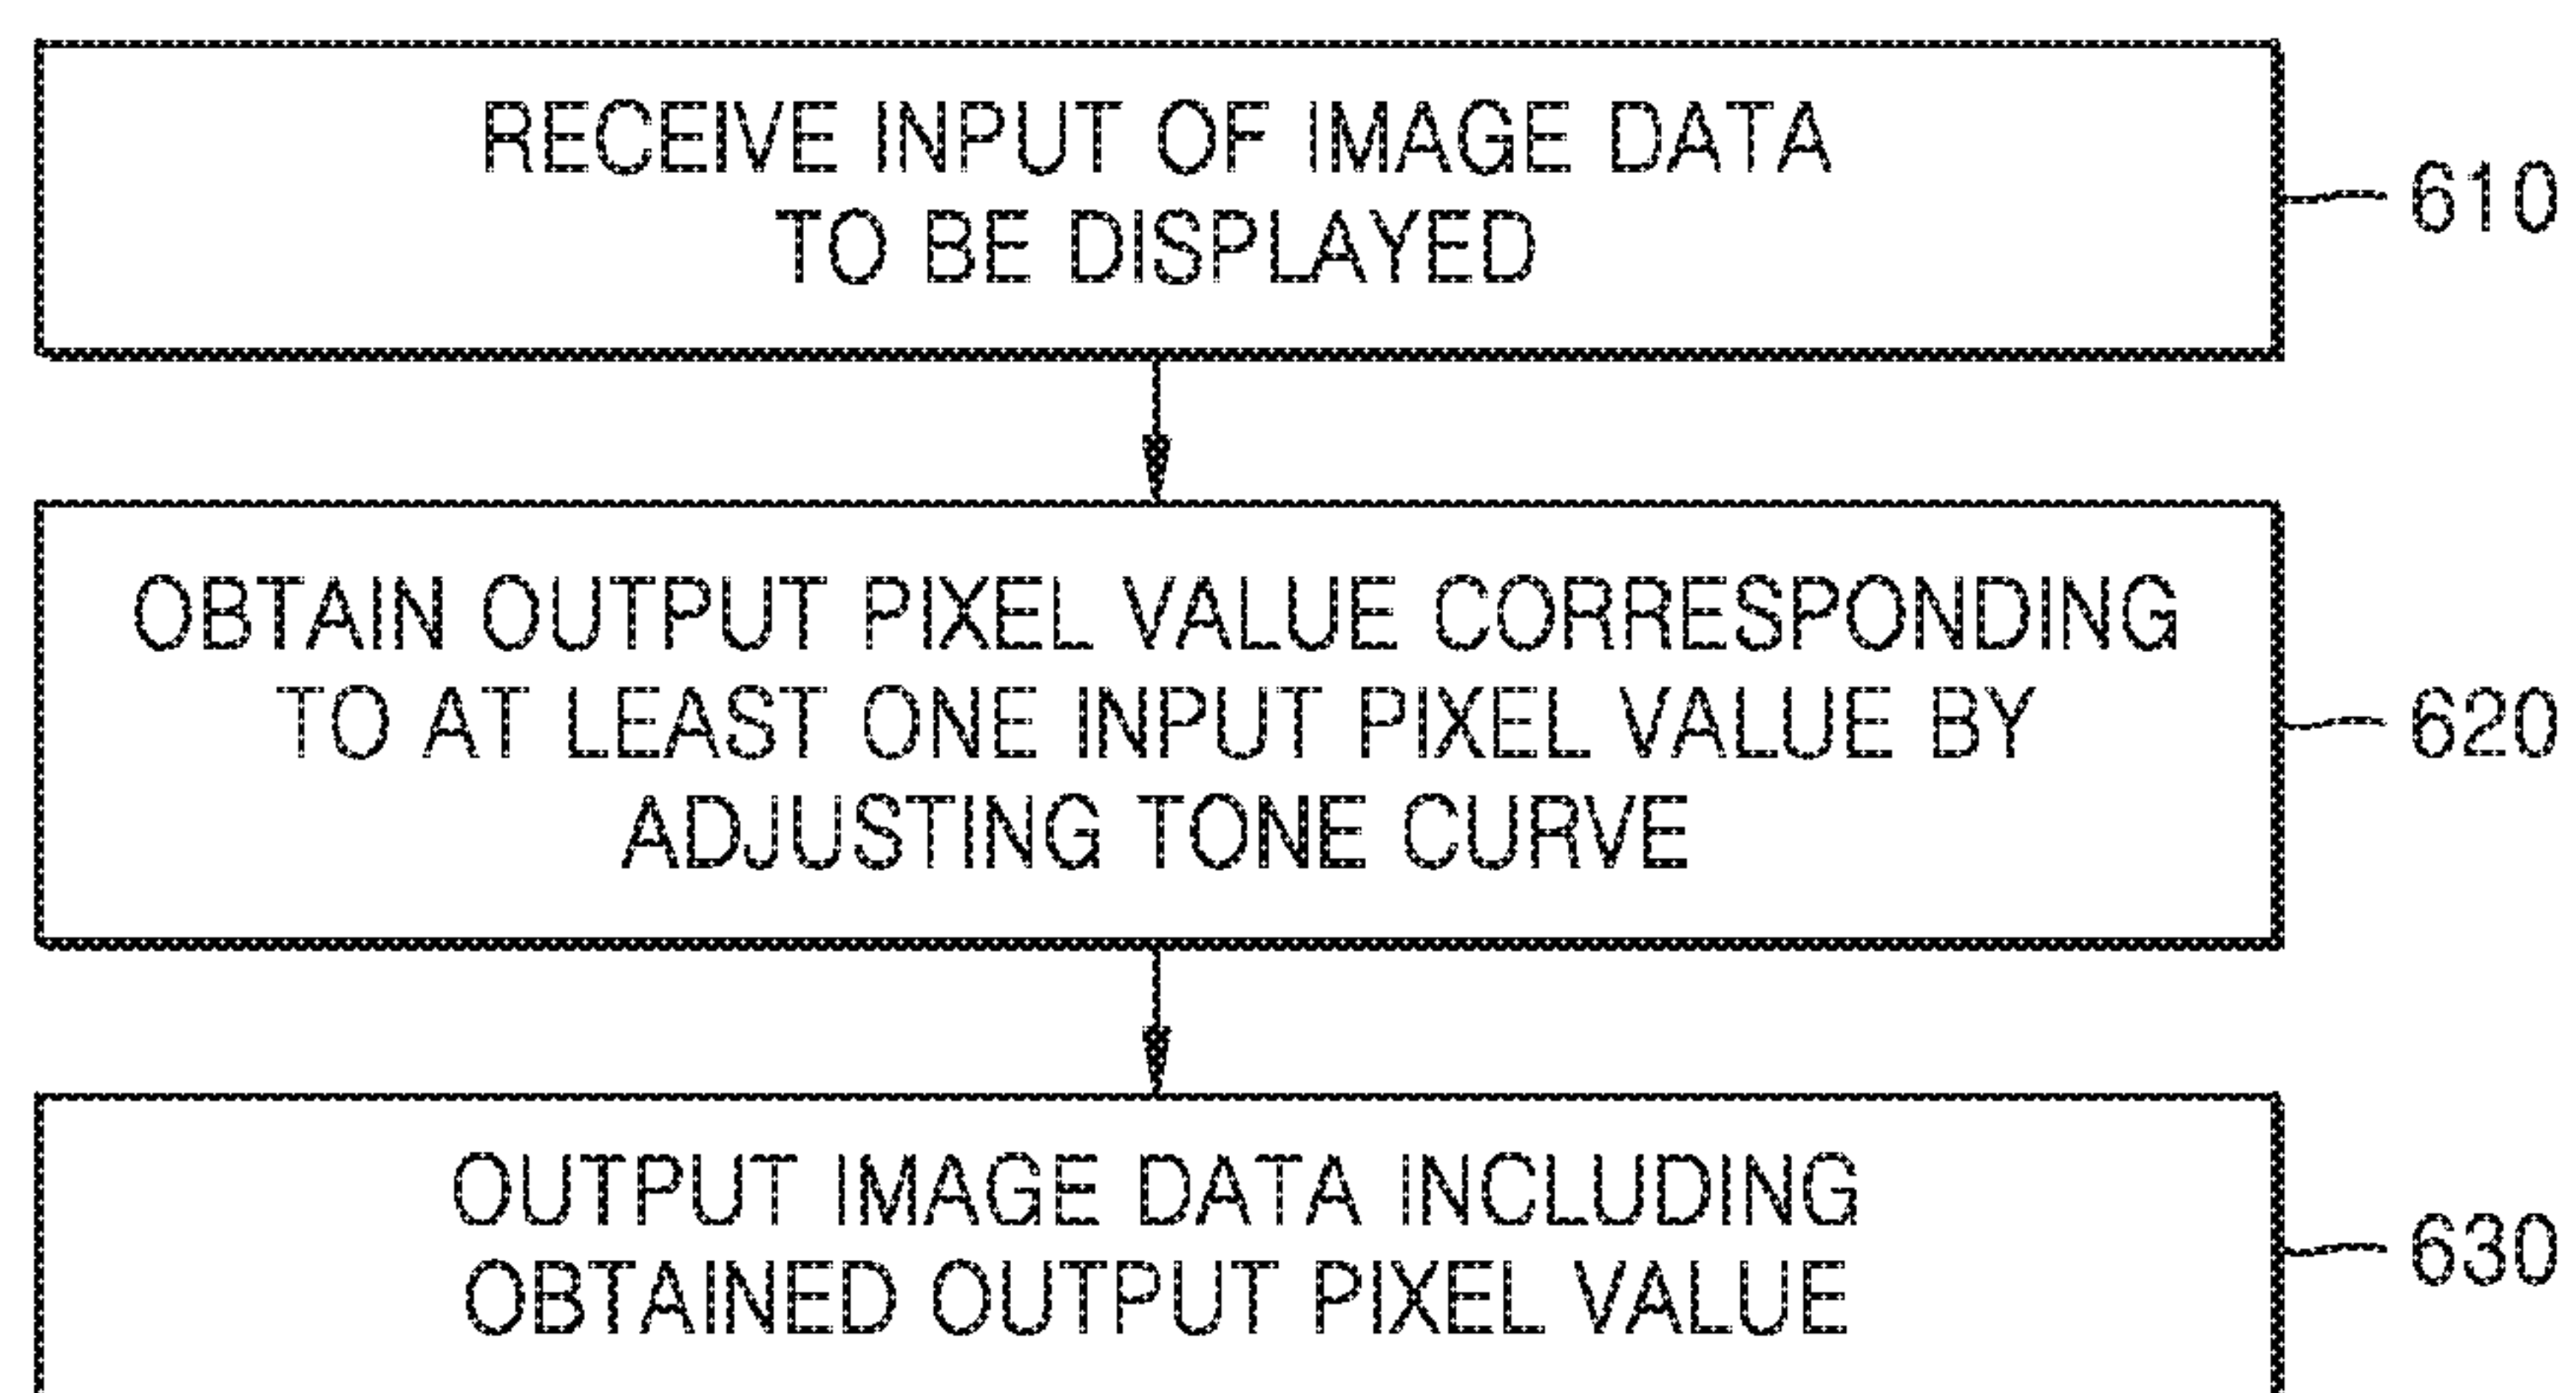 RECEIVE INPUT OF IMAGE DATA
TO BE DISPLAYED
610
OBTAIN OUTPUT PIXEL VALUE CORRESPONDING
TO AT LEAST ONE INPUT PIXEL VALUE BY
ADJUSTING TONE CURVE
620
OUTPUT IMAGE DATA INCLUDING
OBTAINED OUTPUT PIXEL VALUE
630